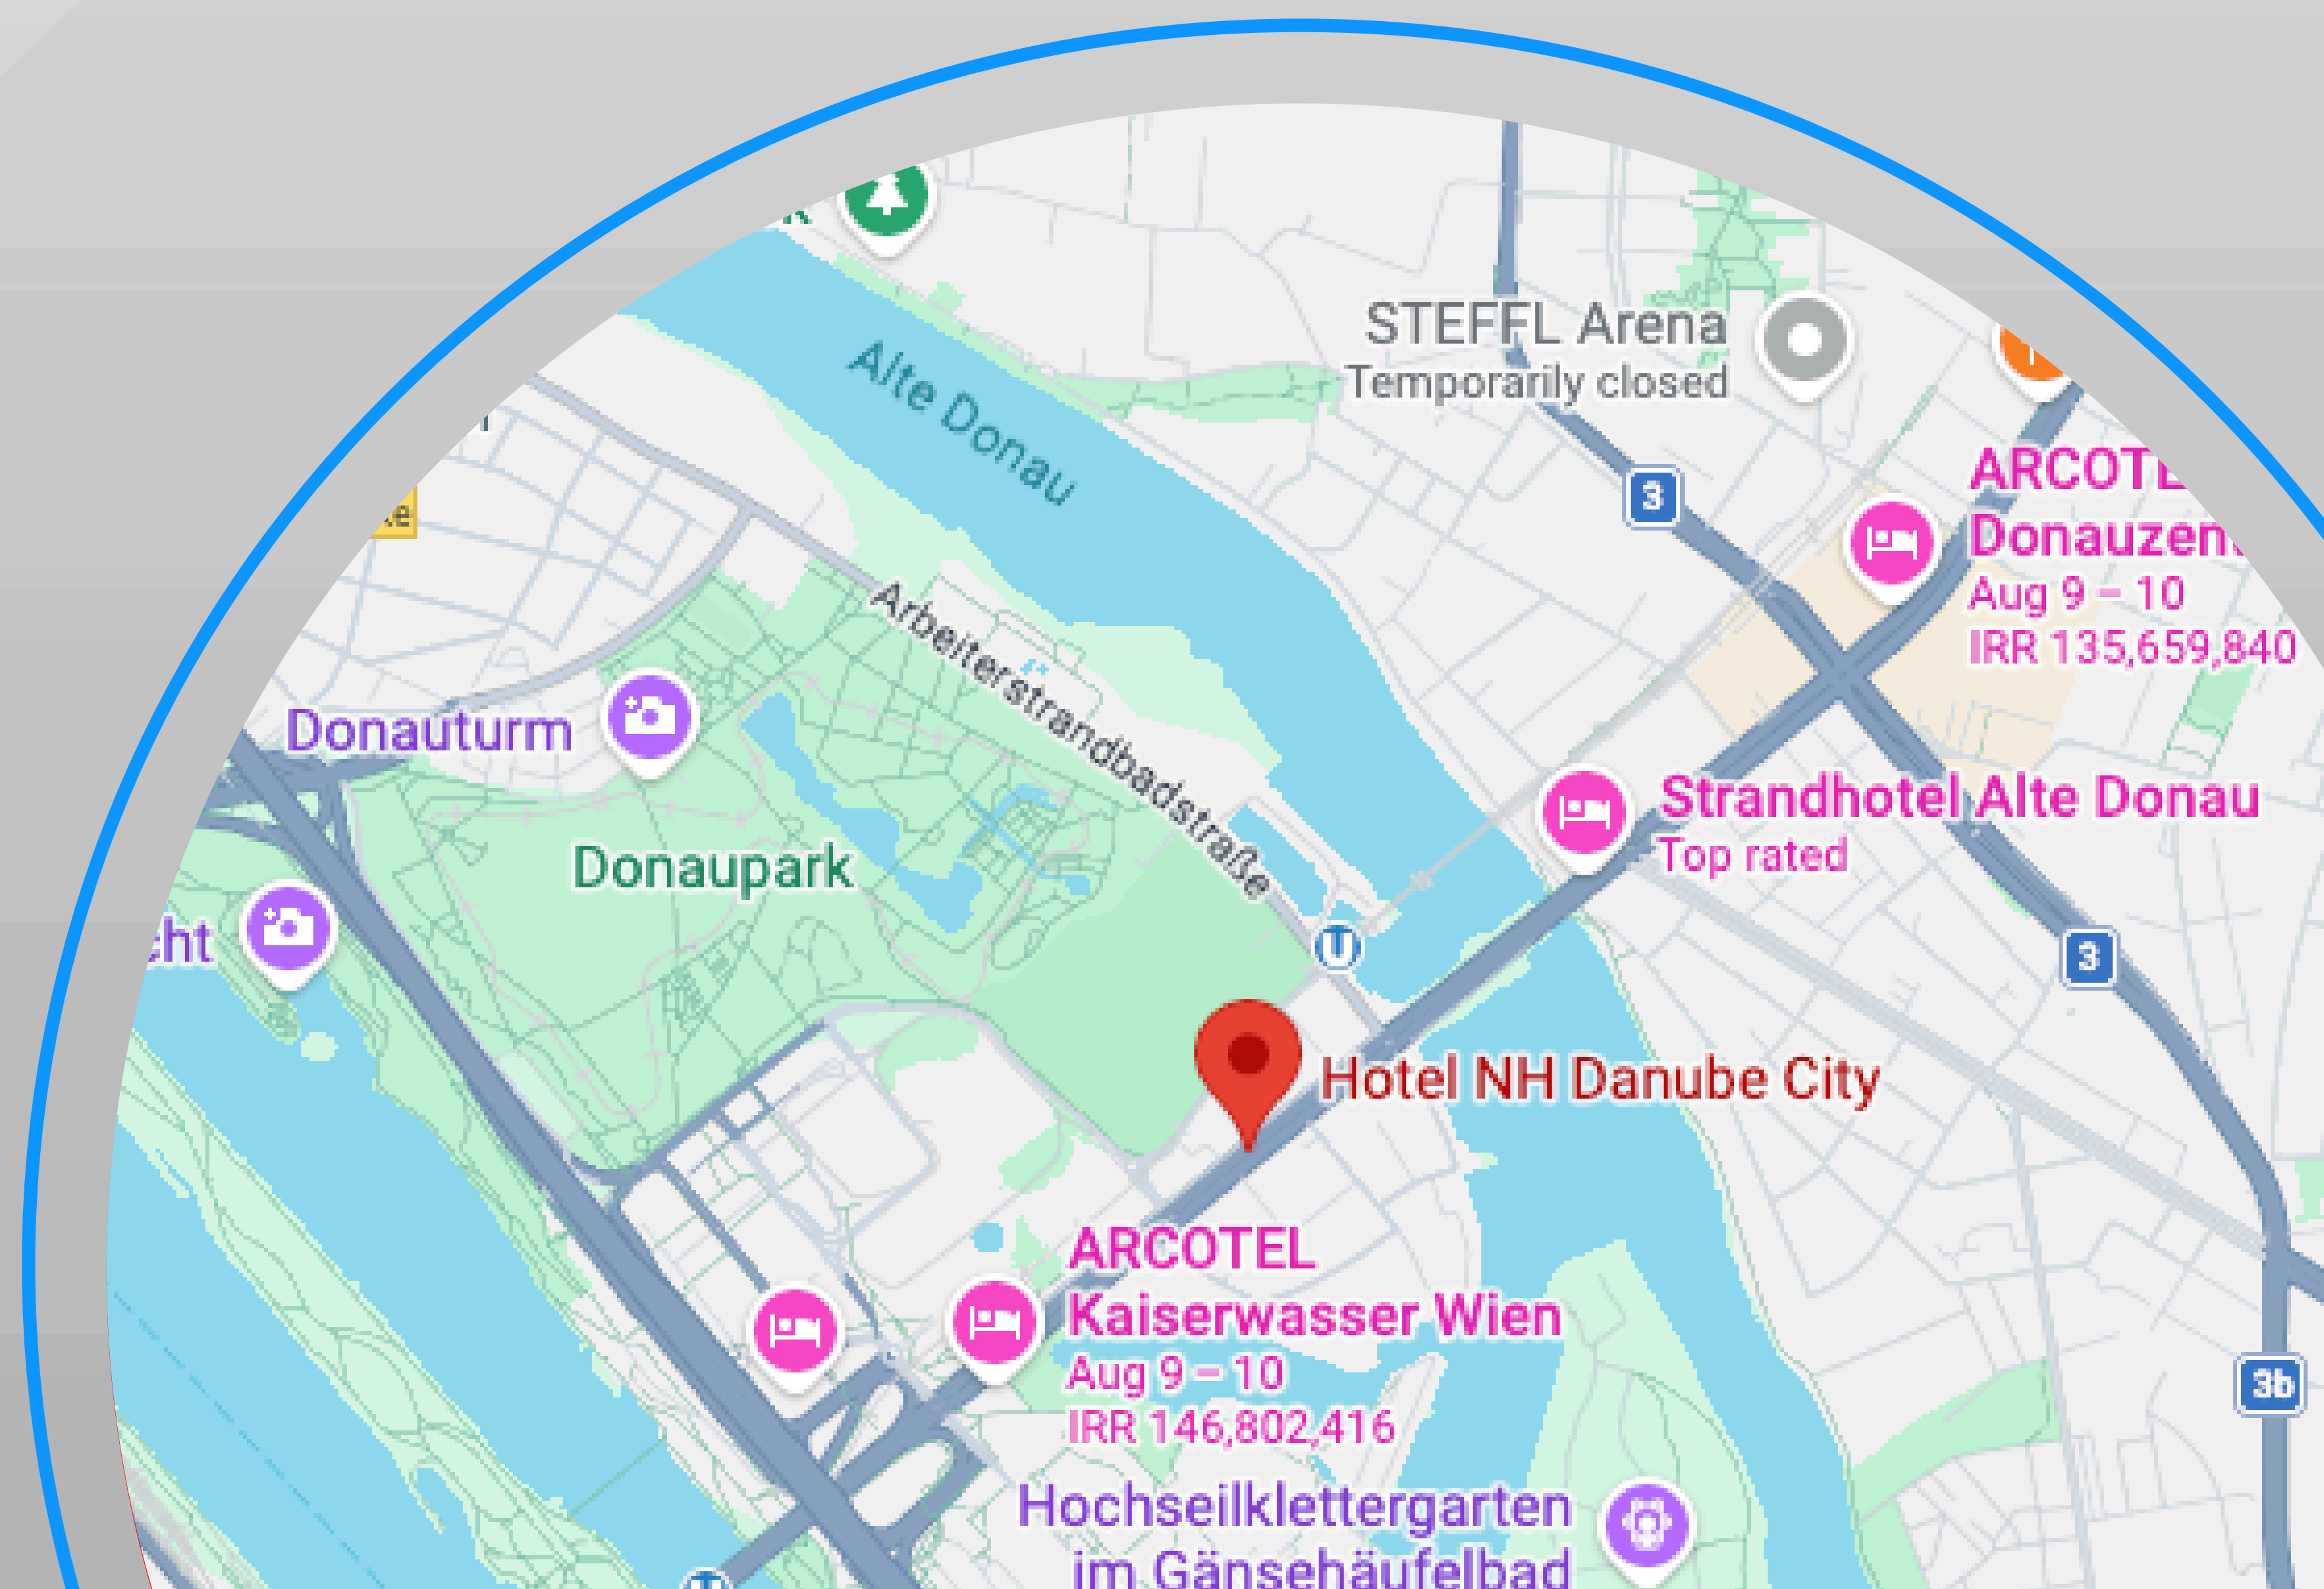 Alte Donau
STEFFL Arena
Temporarily closed
3
Donauzen
Aug 9 – 10
IRR 135,659,840
Arbeiterstrandbadstraße
Donauturm
Strandhotel Alte Donau
Top rated
Donaupark
U
3
Hotel NH Danube City
ARCOTEL
Kaiserwasser Wien
Aug 9 – 10
IRR 146,802,416
3b
Hochseilklettergarten
im Gänsehäufelbad